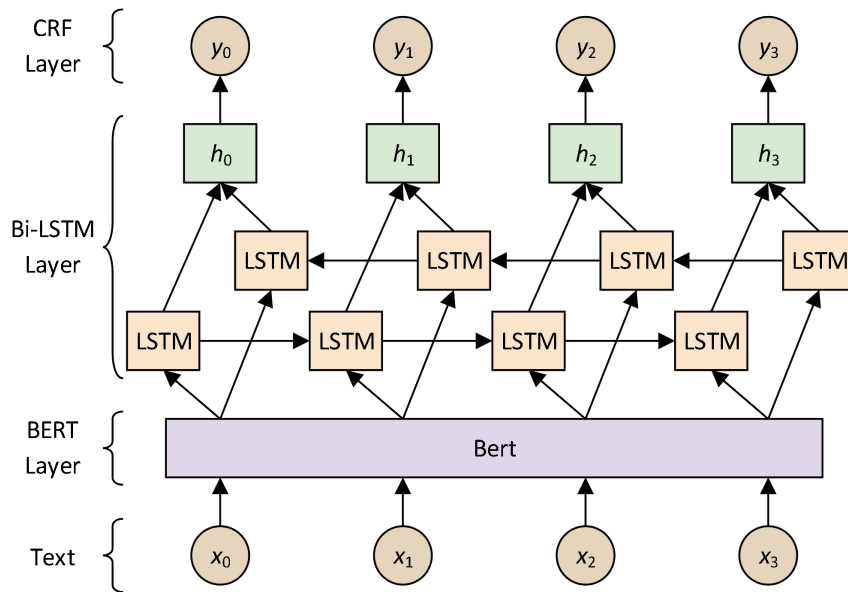 CRF
Layer
y₀ y₁ y₂ y₃
h₀ h₁ h₂ h₃
Bi-LSTM
Layer
LSTM LSTM LSTM LSTM
LSTM LSTM LSTM LSTM
BERT
Layer
Bert
Text
x₀ x₁ x₂ x₃